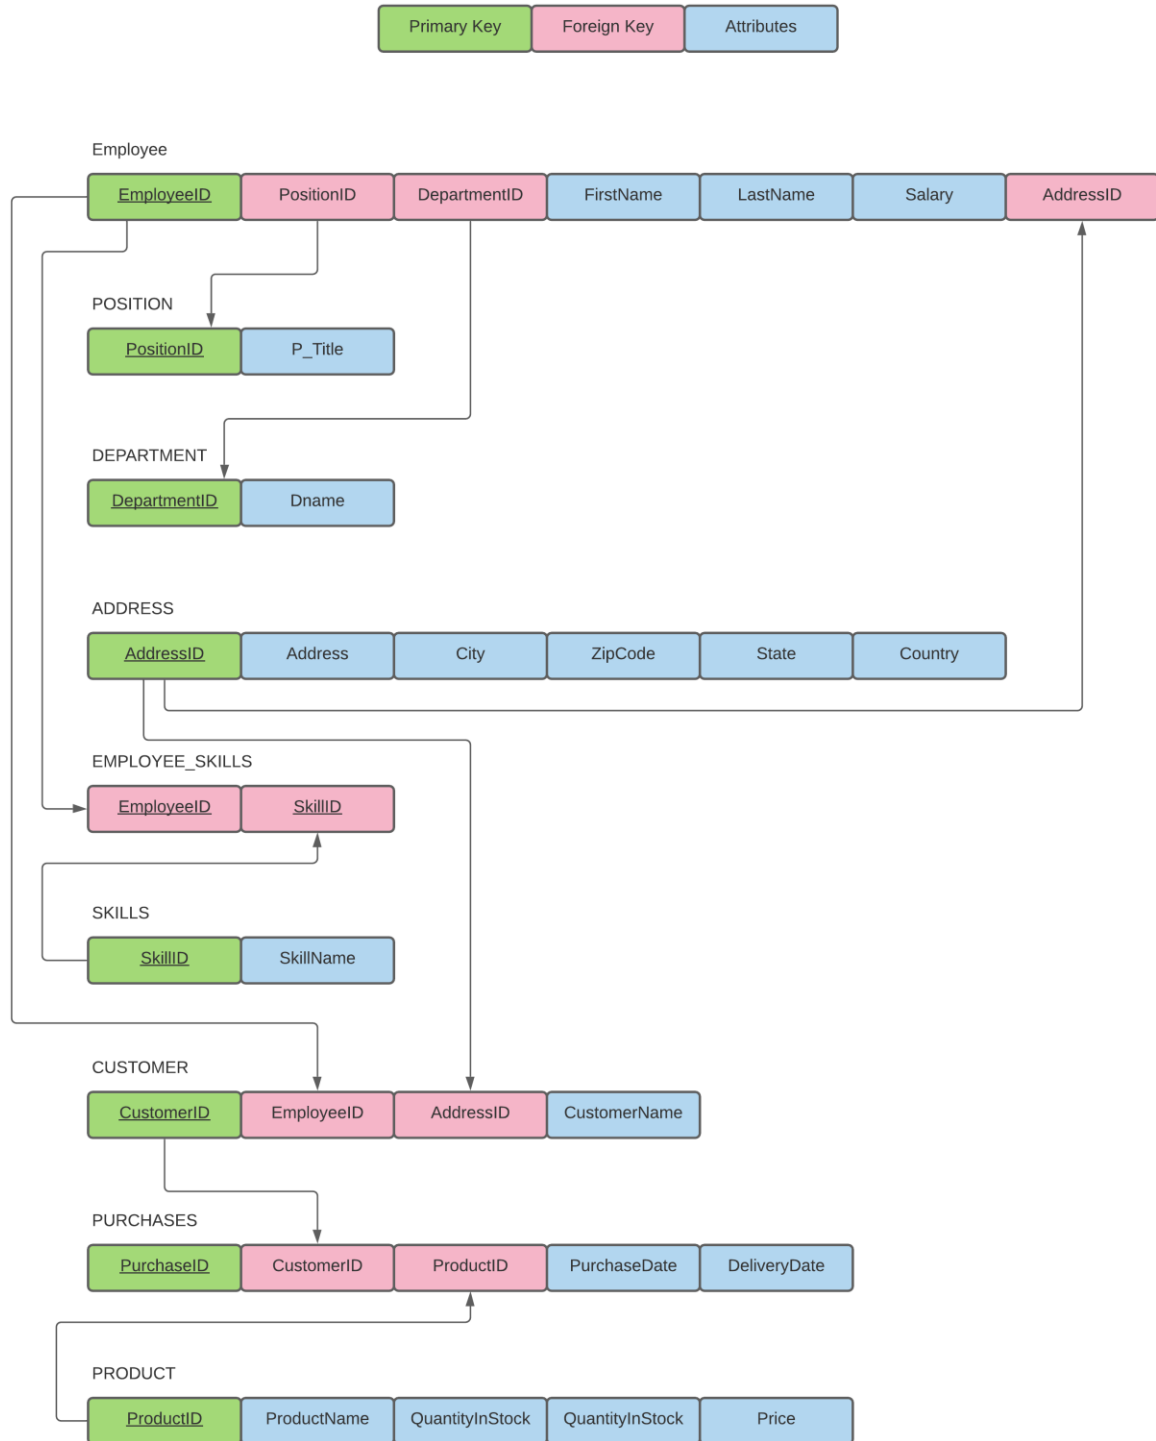 Primary Key Foreign Key Attributes
Employee
EmployeeID PositionID DepartmentID FirstName LastName Salary AddressID
POSITION
PositionID P_Title
DEPARTMENT
DepartmentID Dname
ADDRESS
AddressID Address City ZipCode State Country
EMPLOYEE_SKILLS
EmployeeID SkillID
SKILLS
SkillID SkillName
CUSTOMER
CustomerID EmployeeID AddressID CustomerName
PURCHASES
PurchaseID CustomerID ProductID PurchaseDate DeliveryDate
PRODUCT
ProductID ProductName QuantityInStock QuantityInStock Price